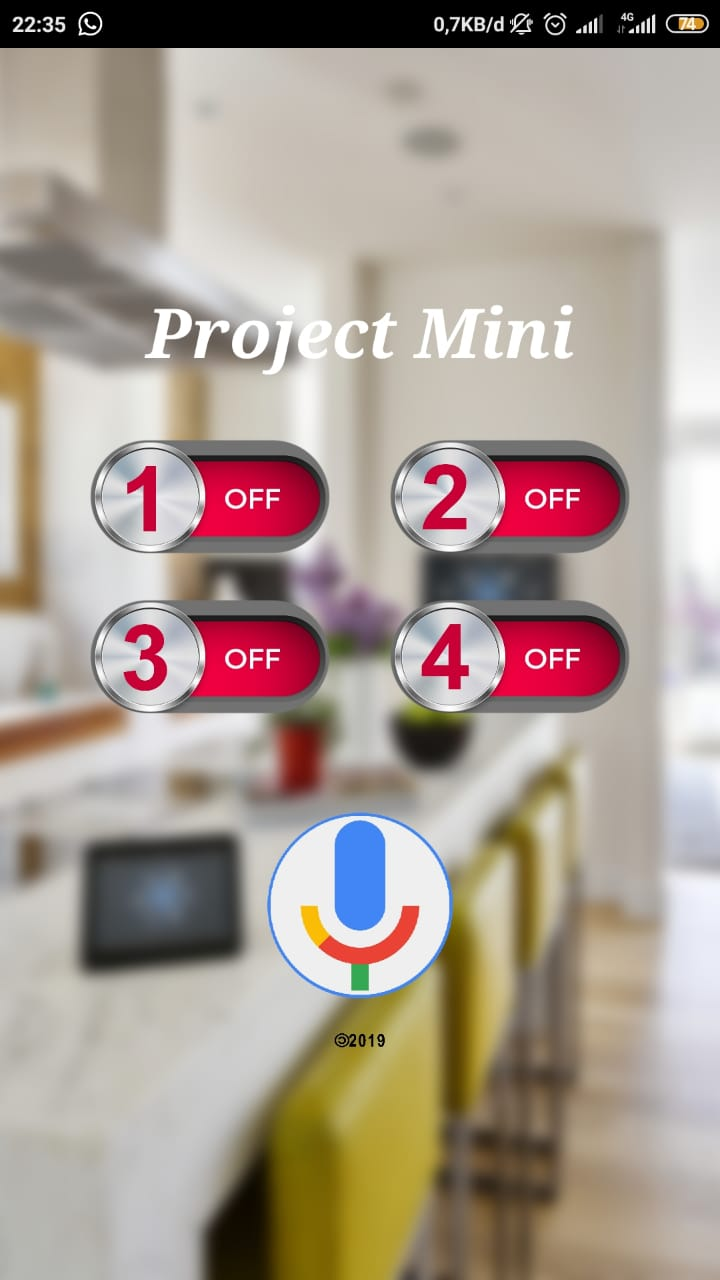 22:35 0,7KB/d 4G 74
Project Mini
1 OFF 2 OFF
3 OFF 4 OFF
©2019